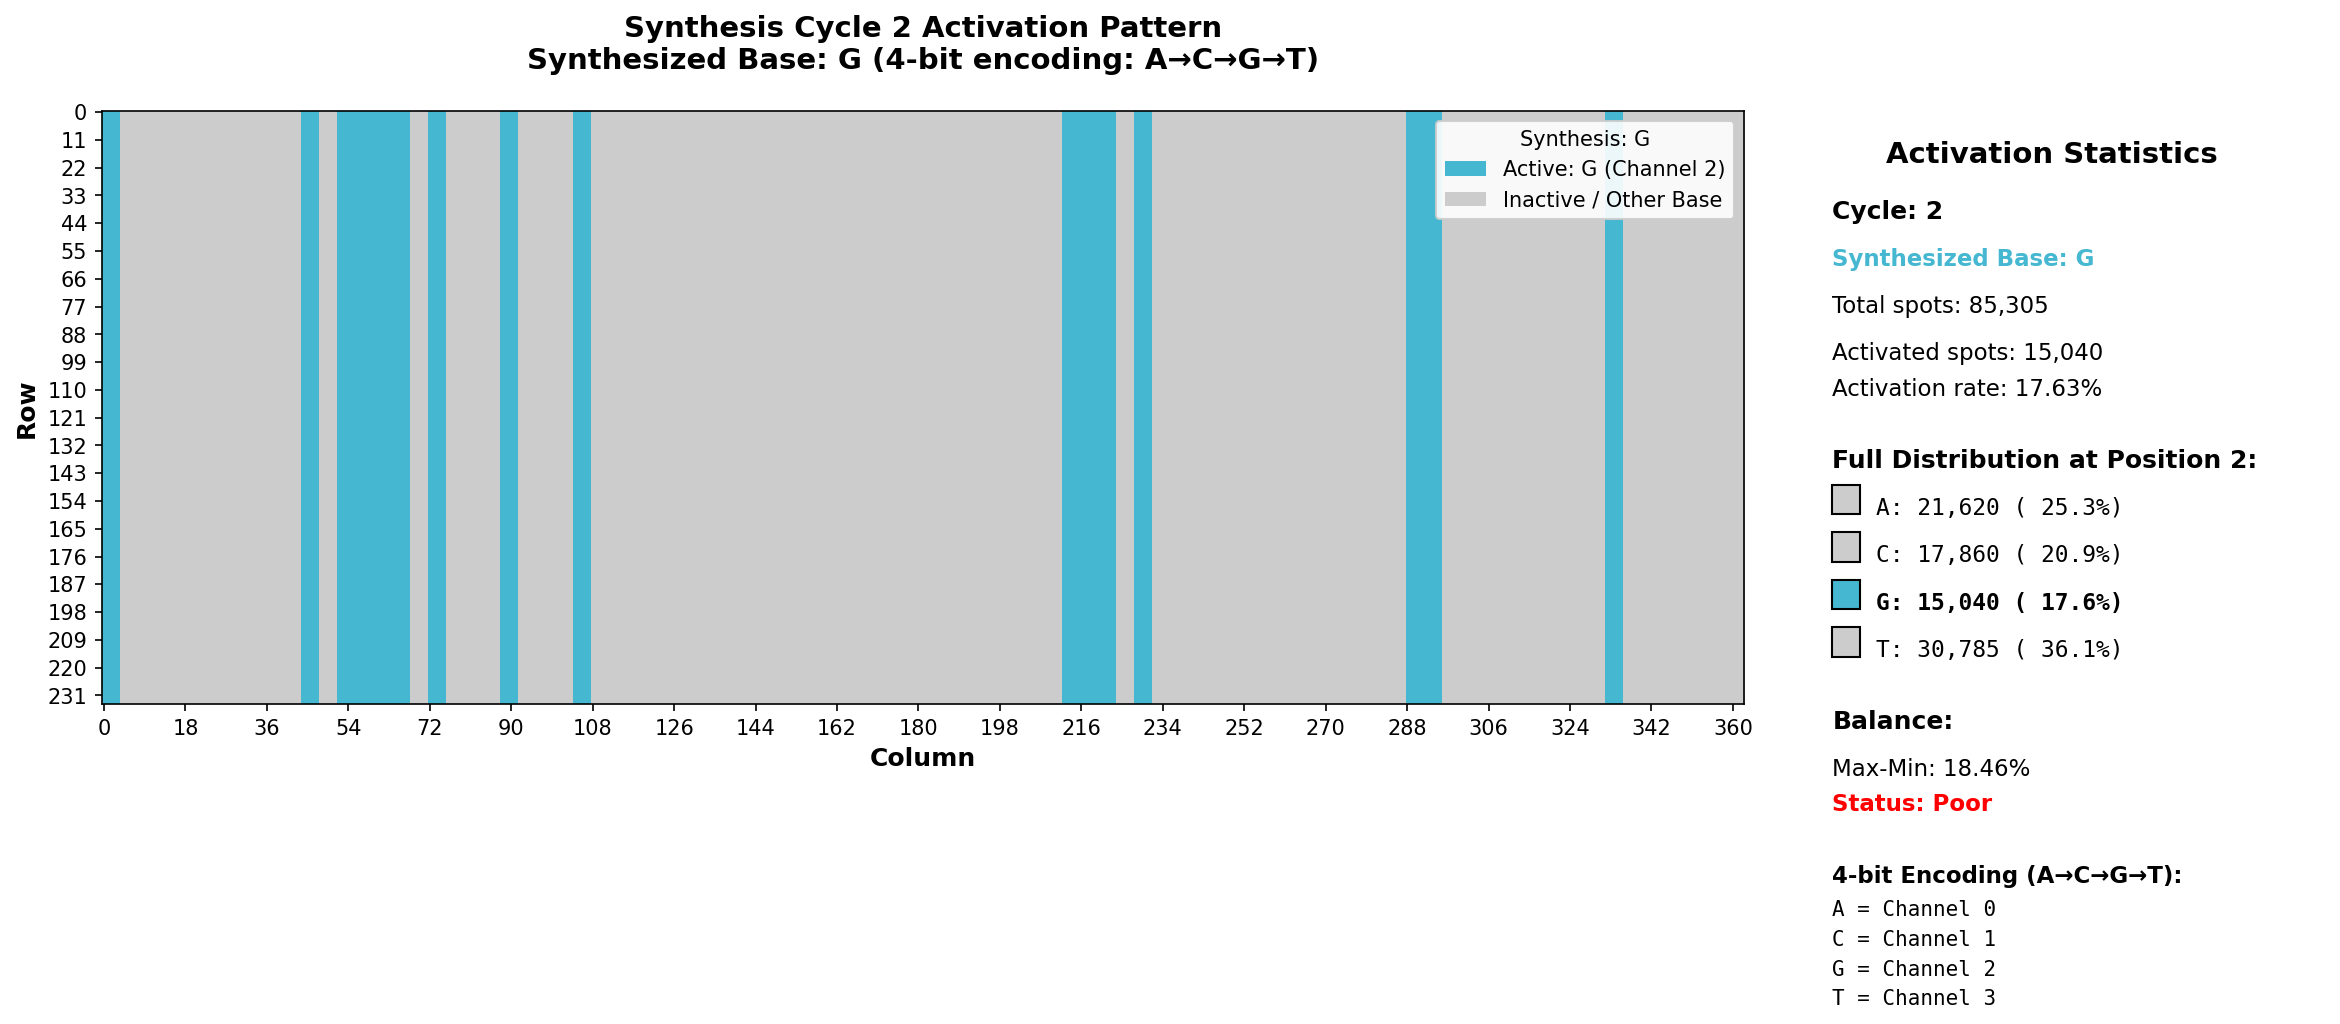 Synthesis Cycle 2 Activation Pattern
Synthesized Base: G (4-bit encoding: A→C→G→T)
Row
0
11
22
33
44
55
66
77
88
99
110
121
132
143
154
165
176
187
198
209
220
231
0 18 36 54 72 90 108 126 144 162 180 198 216 234 252 270 288 306 324 342 360
Column
Synthesis: G
Active: G (Channel 2)
Inactive / Other Base
Activation Statistics
Cycle: 2
Synthesized Base: G
Total spots: 85,305
Activated spots: 15,040
Activation rate: 17.63%
Full Distribution at Position 2:
A: 21,620 ( 25.3%)
C: 17,860 ( 20.9%)
G: 15,040 ( 17.6%)
T: 30,785 ( 36.1%)
Balance:
Max-Min: 18.46%
Status: Poor
4-bit Encoding (A→C→G→T):
A = Channel 0
C = Channel 1
G = Channel 2
T = Channel 3